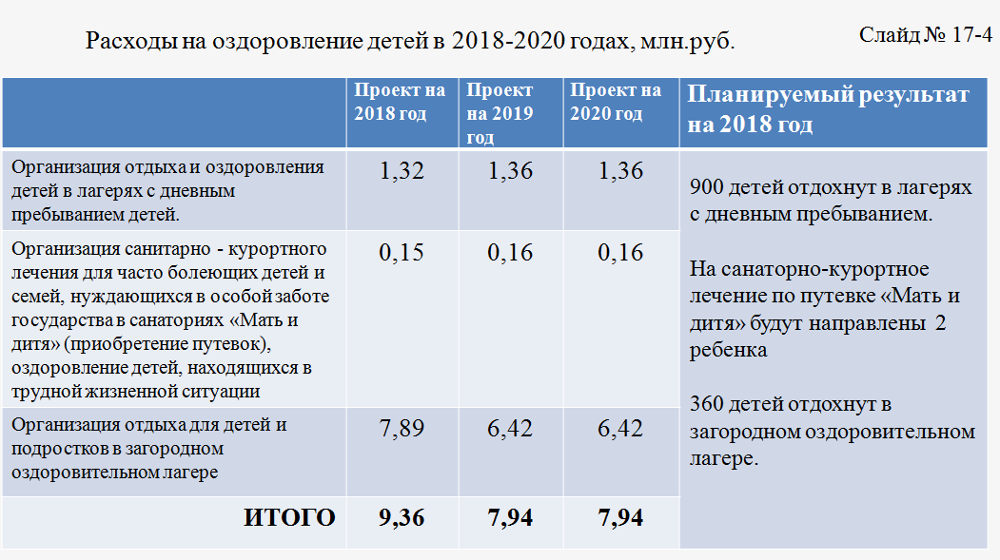 Расходы на оздоровление детей в 2018-2020 годах, млн.руб.
Слайд № 17-4
Проект на
2018 год
Проект
на 2019
год
Проект на
2020 год
Планируемый результат
на 2018 год
Организация отдыха и оздоровления
детей в лагерях с дневным
пребыванием детей.
1,32
1,36
1,36
Организация санитарно - курортного
лечения для часто болеющих детей и
семей, нуждающихся в особой заботе
государства в санаториях «Мать и
дитя» (приобретение путевок),
оздоровление детей, находящихся в
трудной жизненной ситуации
0,15
0,16
0,16
Организация отдыха для детей и
подростков в загородном
оздоровительном лагере
7,89
6,42
6,42
ИТОГО
9,36
7,94
7,94
900 детей отдохнут в лагерях
с дневным пребыванием.
На санаторно-курортное
лечение по путевке «Мать и
дитя» будут направлены 2
ребенка
360 детей отдохнут в
загородном оздоровительном
лагере.